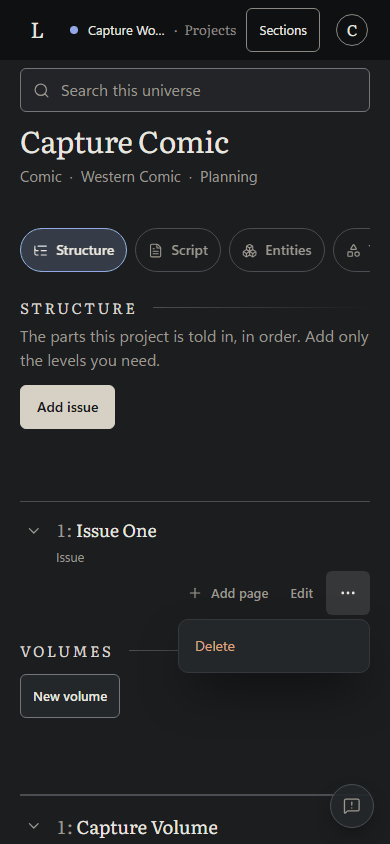 L
Capture Wo... · Projects
Sections
C
Search this universe
Capture Comic
Comic · Western Comic · Planning
Structure
Script
Entities
STRUCTURE
The parts this project is told in, in order. Add only
the levels you need.
Add issue
1: Issue One
Issue
Add page
Edit
...
Delete
VOLUMES
New volume
1: Capture Volume